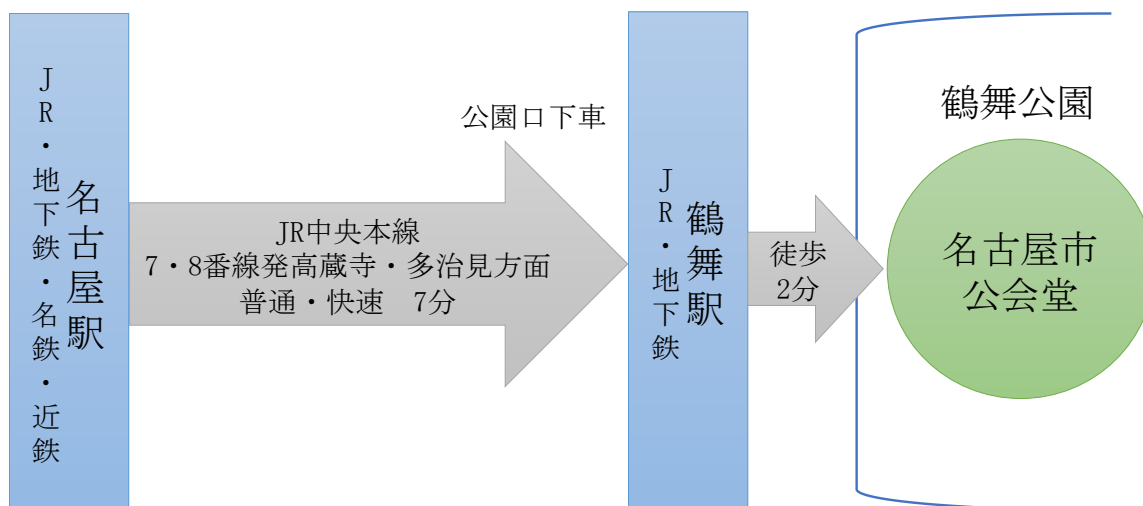 JR・地下鉄・名鉄・近鉄
名古屋駅
公園口下車
JR中央本線
7・8番線発高蔵寺・多治見方面
普通・快速　7分
JR・地下鉄
鶴舞駅
徒歩
2分
鶴舞公園
名古屋市
公会堂